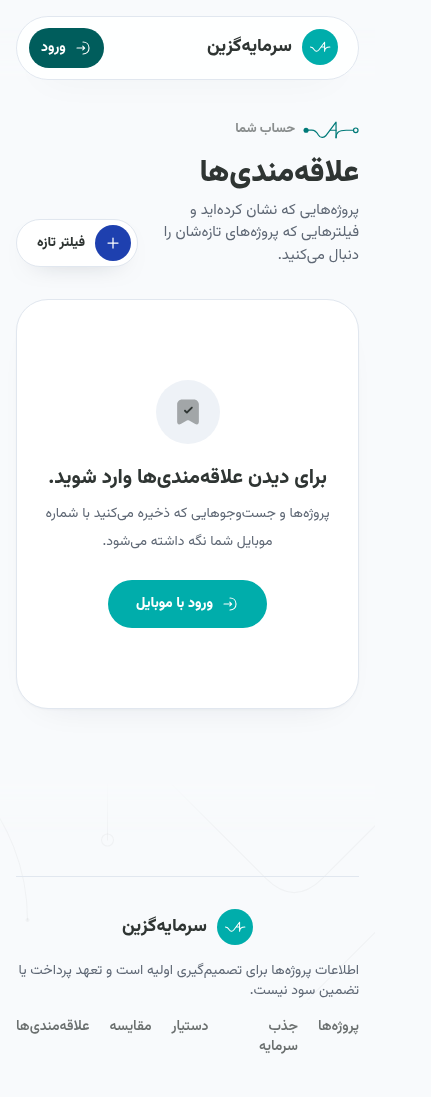 سرمایه‌گزین
ورود
حساب شما
علاقه‌مندی‌ها
پروژه‌هایی که نشان کرده‌اید و
فیلترهایی که پروژه‌های تازه‌شان را
دنبال می‌کنید.
فیلتر تازه
برای دیدن علاقه‌مندی‌ها وارد شوید.
پروژه‌ها و جست‌وجوهایی که ذخیره می‌کنید با شماره
موبایل شما نگه داشته می‌شود.
ورود با موبایل
سرمایه‌گزین
اطلاعات پروژه‌ها برای تصمیم‌گیری اولیه است و تعهد پرداخت یا
تضمین سود نیست.
پروژه‌ها
جذب
سرمایه
دستیار
مقایسه
علاقه‌مندی‌ها